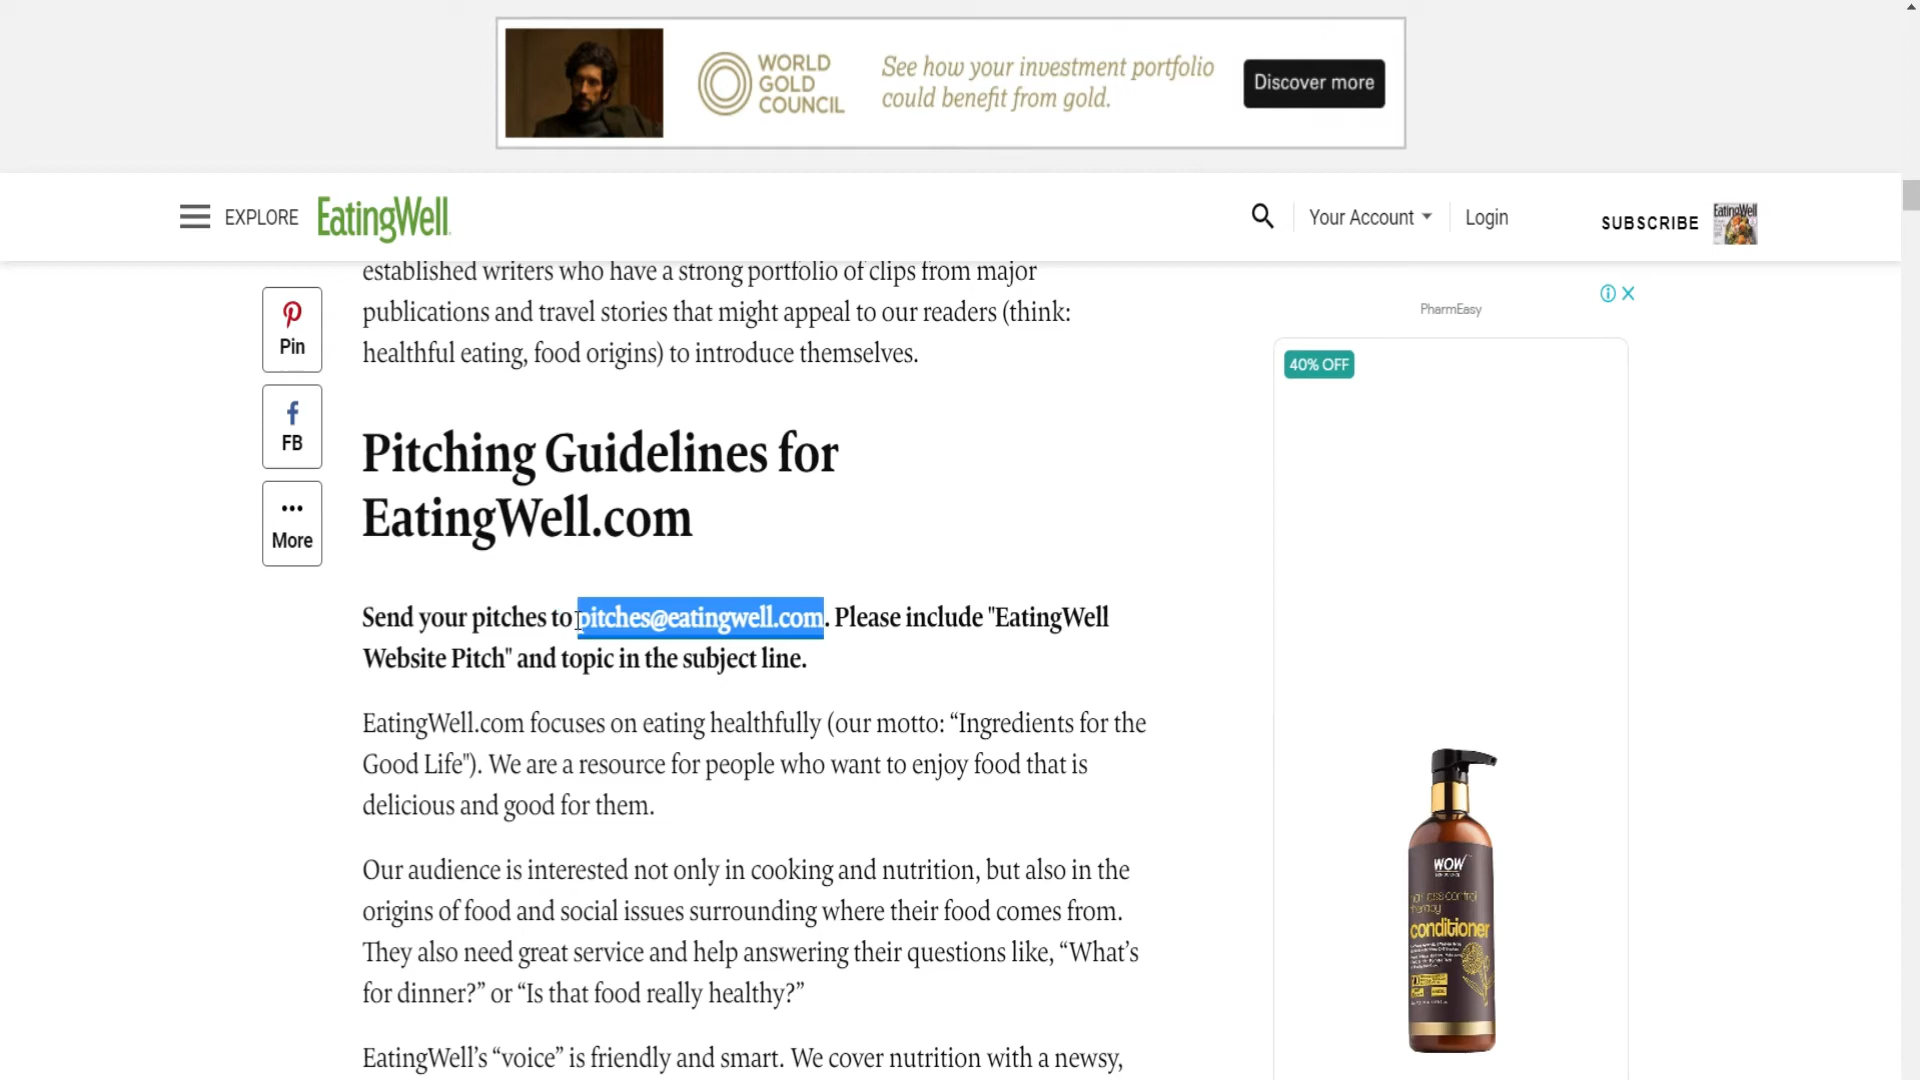 WORLD
GOLD
COUNCIL
See how your investment portfolio
could benefit from gold.
Discover more
EXPLORE
EatingWell
Your Account
Login
SUBSCRIBE
EatingWell
established writers who have a strong portfolio of clips from major
publications and travel stories that might appeal to our readers (think:
healthful eating, food origins) to introduce themselves.
Pin
FB
More
Pitching Guidelines for
EatingWell.com
Send your pitches to pitches@eatingwell.com. Please include "EatingWell
Website Pitch" and topic in the subject line.
EatingWell.com focuses on eating healthfully (our motto: “Ingredients for the
Good Life"). We are a resource for people who want to enjoy food that is
delicious and good for them.
Our audience is interested not only in cooking and nutrition, but also in the
origins of food and social issues surrounding where their food comes from.
They also need great service and help answering their questions like, “What’s
for dinner?” or “Is that food really healthy?”
EatingWell’s “voice” is friendly and smart. We cover nutrition with a newsy,
PharmEasy
40% OFF
WOW
hair loss control
therapy
conditioner